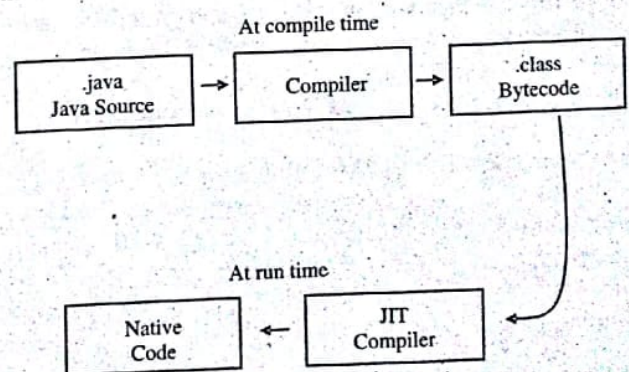 At compile time
.java
Java Source
Compiler
.class
Bytecode
At run time
Native
Code
JIT
Compiler